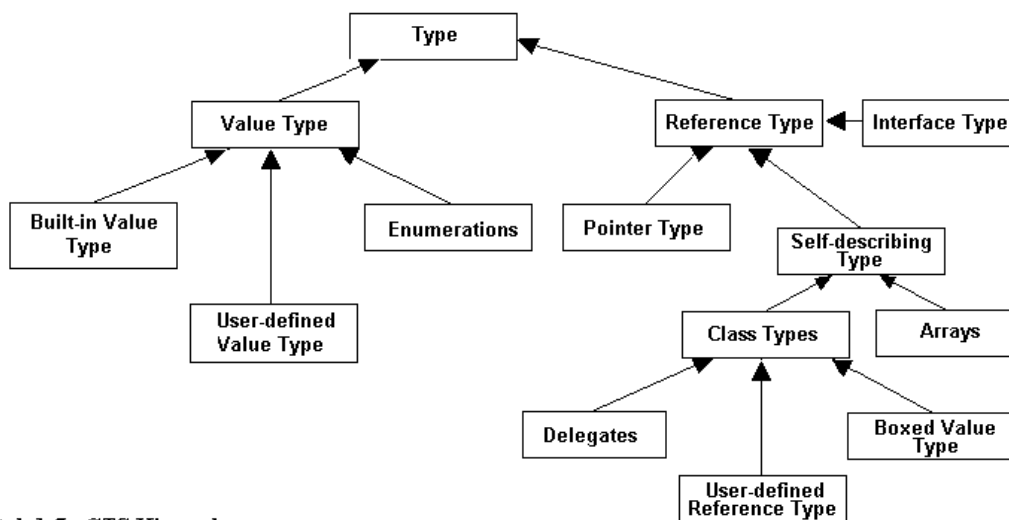 Type
Value Type
Reference Type
Interface Type
Built-in Value
Type
Enumerations
Pointer Type
Self-describing
Type
User-defined
Value Type
Class Types
Arrays
Delegates
Boxed Value
Type
User-defined
Reference Type